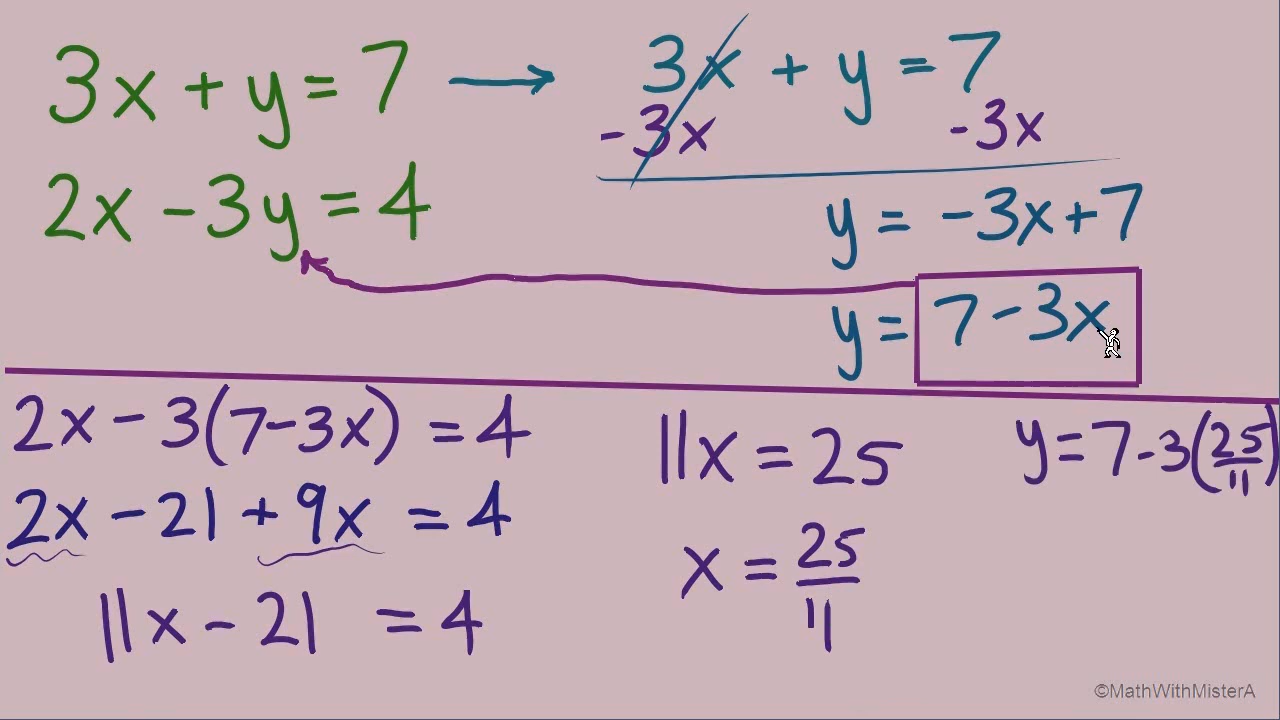 3x + y = 7 → 3x + y = 7
-3x -3x
2x - 3y = 4
y = -3x+7
y = 7-3x
2x - 3(7-3x) = 4
2x - 21 + 9x = 4
11x - 21 = 4
11x = 25
x = 25/11
y = 7-3(25/11)
©MathWithMisterA